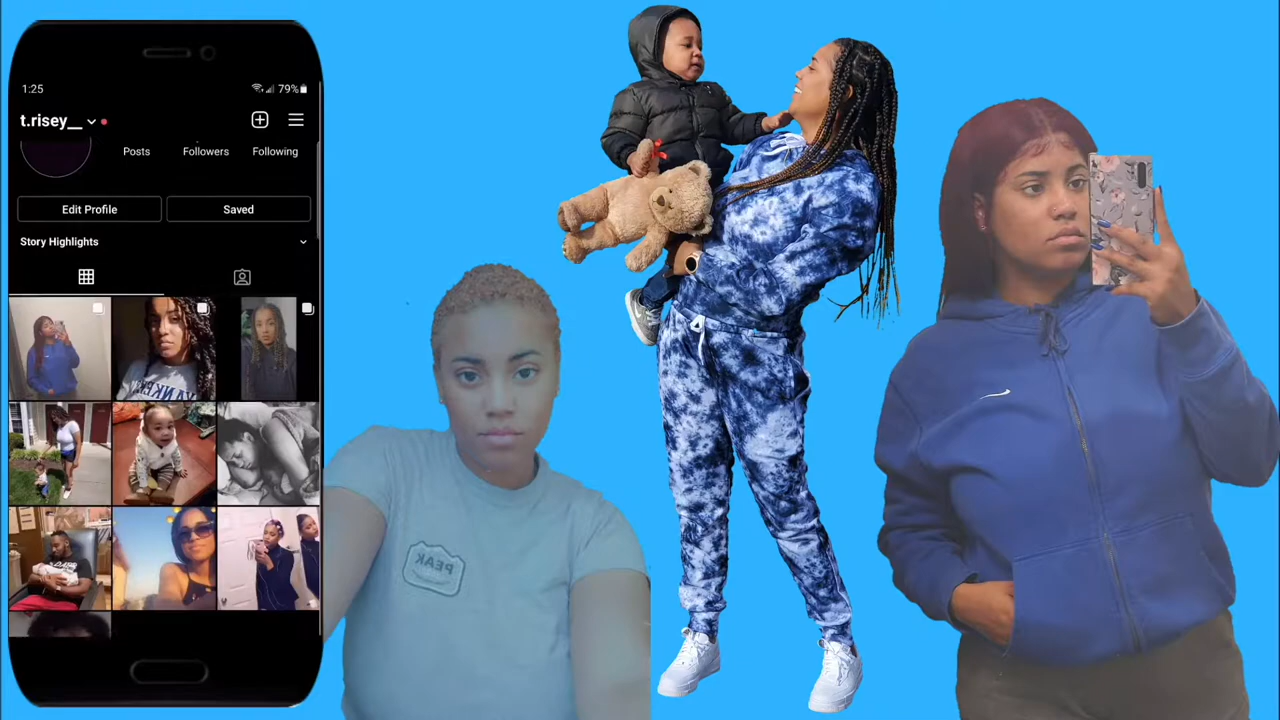 1:25 79%
t.risey__
Posts Followers Following
Edit Profile Saved
Story Highlights
PEAK